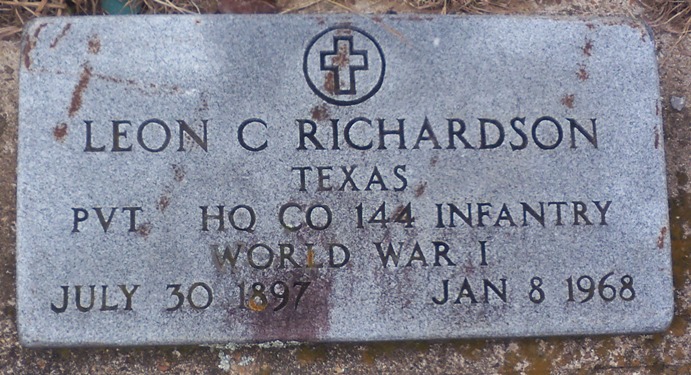 LEON C RICHARDSON
TEXAS
PVT HQ CO 144 INFANTRY
WORLD WAR I
JULY 30 1897 JAN 8 1968